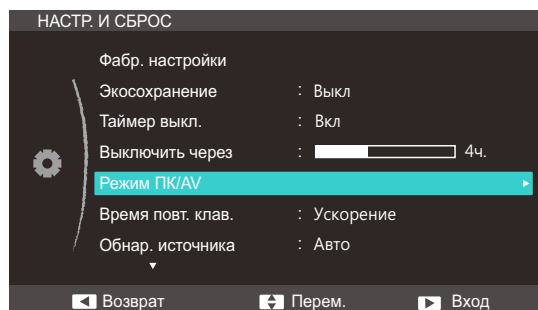 НАСТР. И СБРОС
Фабр. настройки
Экосохранение : Выкл
Таймер выкл. : Вкл
Выключить через : 4ч.
Режим ПК/AV
Время повт. клав. : Ускорение
Обнар. источника : Авто
Возврат Перем. Вход